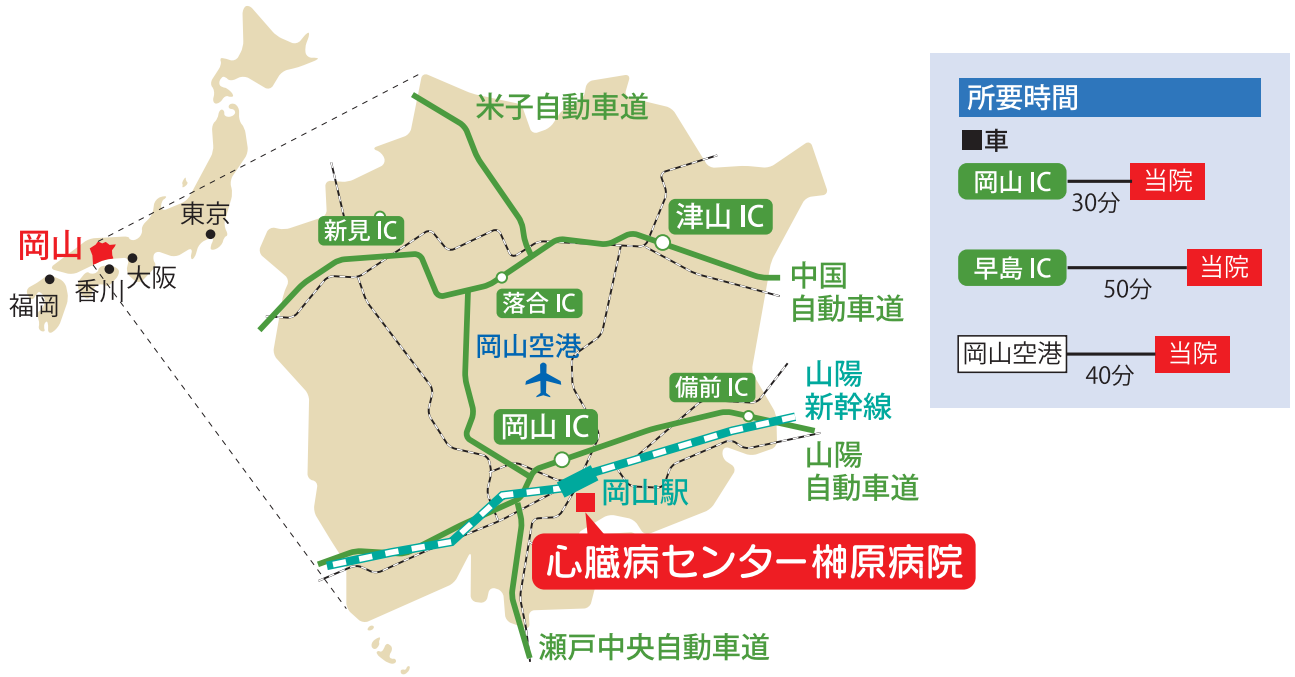 米子自動車道
新見 IC
津山 IC
落合 IC
中国
自動車道
岡山空港
備前 IC
岡山 IC
山陽
新幹線
山陽
自動車道
岡山駅
心臓病センター榊原病院
瀬戸中央自動車道
東京
岡山
大阪
香川
福岡
所要時間
■車
岡山 IC
30分
当院
早島 IC
50分
当院
岡山空港
40分
当院